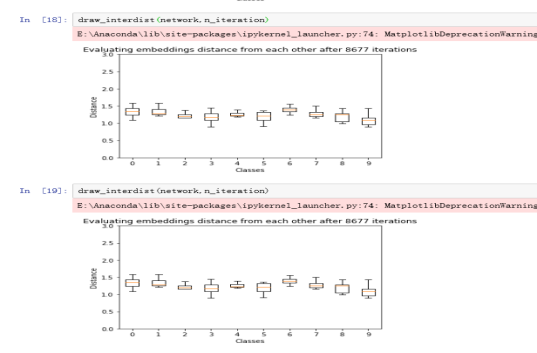 Classes
In [18]: draw_interdist(network,n_iteration)
E:\Anaconda\lib\site-packages\ipykernel_launcher.py:74: MatplotlibDeprecationWarning
Evaluating embeddings distance from each other after 8677 iterations
3.0
2.5
2.0
1.5
1.0
0.5
0.0
Distance
0 1 2 3 4 5 6 7 8 9
Classes
In [19]: draw_interdist(network,n_iteration)
E:\Anaconda\lib\site-packages\ipykernel_launcher.py:74: MatplotlibDeprecationWarning
Evaluating embeddings distance from each other after 8677 iterations
3.0
2.5
2.0
1.5
1.0
0.5
0.0
Distance
0 1 2 3 4 5 6 7 8 9
Classes